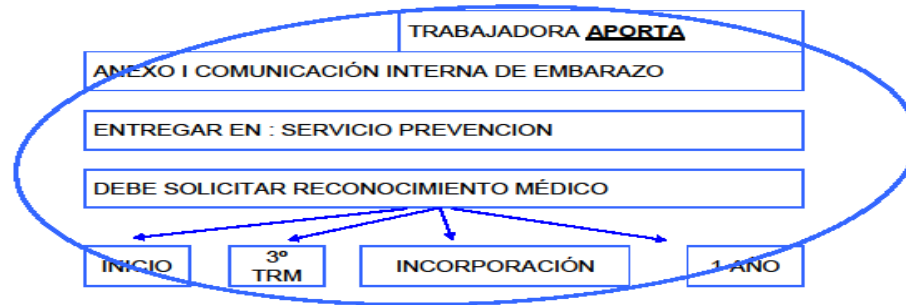 TRABAJADORA APORTA
ANEXO I COMUNICACIÓN INTERNA DE EMBARAZO
ENTREGAR EN : SERVICIO PREVENCION
DEBE SOLICITAR RECONOCIMIENTO MÉDICO
INICIO
3º
TRM
INCORPORACIÓN
1 AÑO